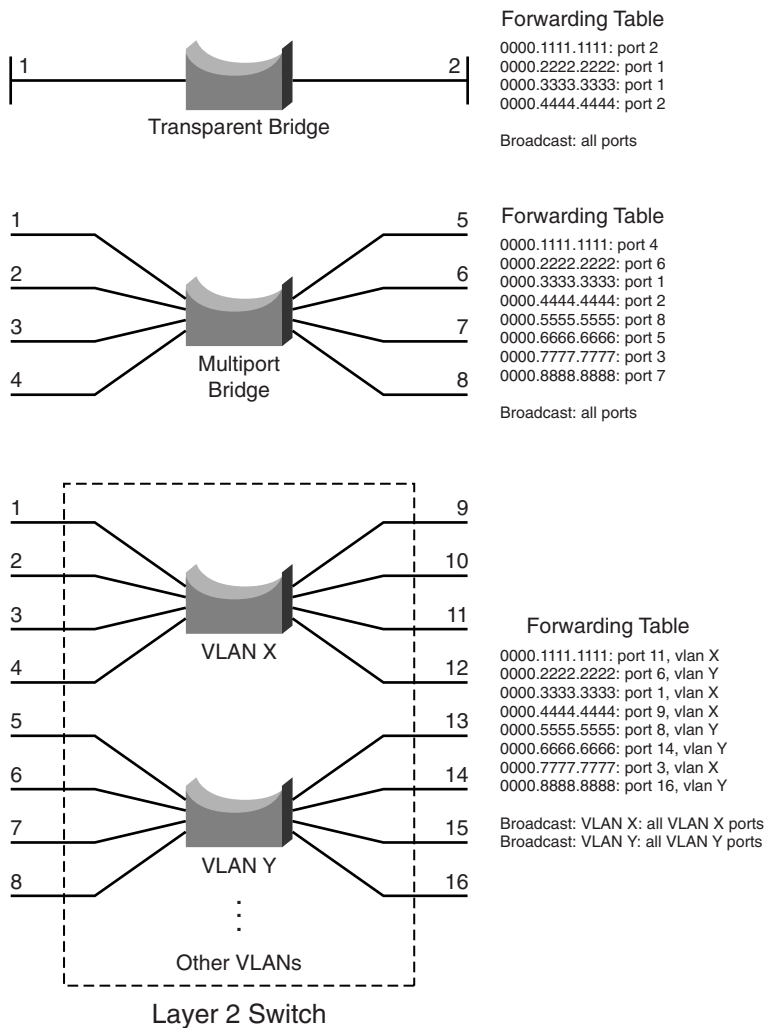 Forwarding Table
1
2
Transparent Bridge
0000.1111.1111: port 2
0000.2222.2222: port 1
0000.3333.3333: port 1
0000.4444.4444: port 2
Broadcast: all ports
1
2
3
4
5
6
7
8
Multiport
Bridge
Forwarding Table
0000.1111.1111: port 4
0000.2222.2222: port 6
0000.3333.3333: port 1
0000.4444.4444: port 2
0000.5555.5555: port 8
0000.6666.6666: port 5
0000.7777.7777: port 3
0000.8888.8888: port 7
Broadcast: all ports
1
2
3
4
9
10
11
12
VLAN X
5
6
7
8
13
14
15
16
VLAN Y
Other VLANs
Layer 2 Switch
Forwarding Table
0000.1111.1111: port 11, vlan X
0000.2222.2222: port 6, vlan Y
0000.3333.3333: port 1, vlan X
0000.4444.4444: port 9, vlan X
0000.5555.5555: port 8, vlan Y
0000.6666.6666: port 14, vlan Y
0000.7777.7777: port 3, vlan X
0000.8888.8888: port 16, vlan Y
Broadcast: VLAN X: all VLAN X ports
Broadcast: VLAN Y: all VLAN Y ports